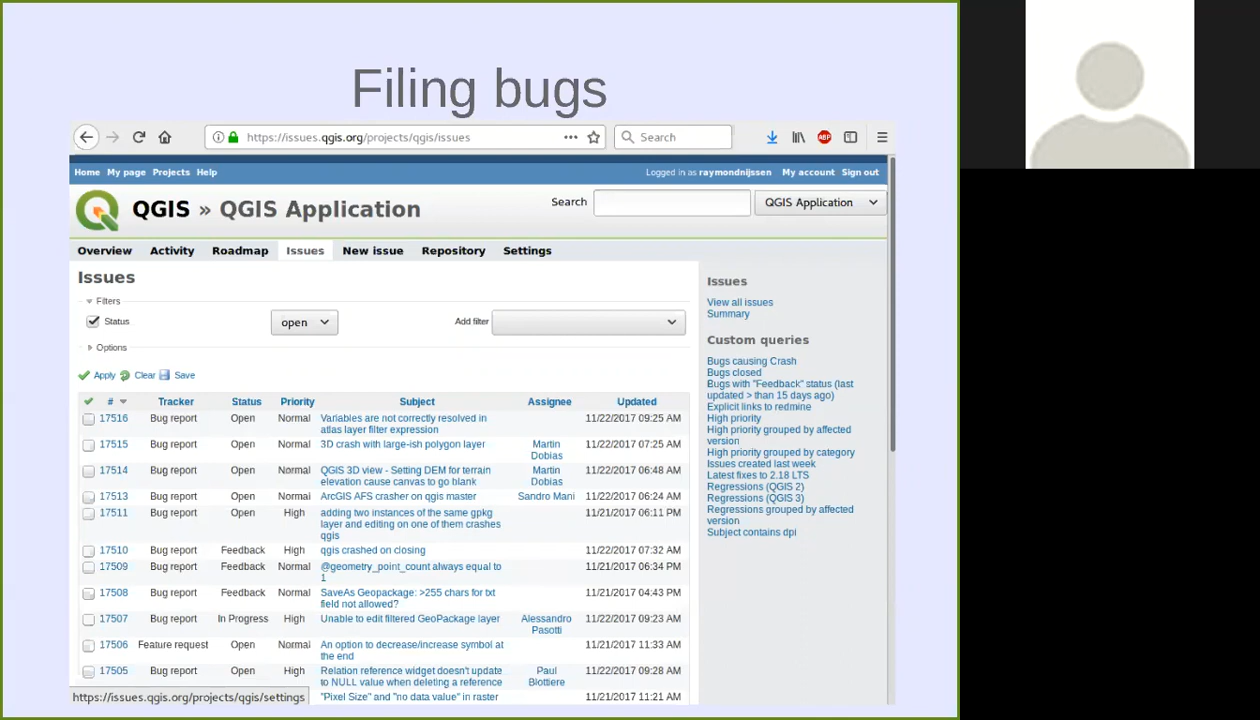 Filing bugs
https://issues.qgis.org/projects/qgis/issues
Search
ABP
Home My page Projects Help
Logged in as raymondnijssen My account Sign out
QGIS » QGIS Application
Search
QGIS Application
Overview Activity Roadmap Issues New issue Repository Settings
Issues
Filters
Status
open
Add filter
Options
Apply Clear Save
# Tracker Status Priority Subject Assignee Updated
17516 Bug report Open Normal Variables are not correctly resolved in 11/22/2017 09:25 AM
atlas layer filter expression
17515 Bug report Open Normal 3D crash with large-ish polygon layer Martin 11/22/2017 07:25 AM
Dobias
17514 Bug report Open Normal QGIS 3D view - Setting DEM for terrain Martin 11/22/2017 06:48 AM
elevation cause canvas to go blank Dobias
17513 Bug report Open Normal ArcGIS AFS crasher on qgis master Sandro Mani 11/22/2017 06:24 AM
17511 Bug report Open High adding two instances of the same gpkg 11/21/2017 06:11 PM
layer and editing on one of them crashes
qgis
17510 Bug report Feedback High qgis crashed on closing 11/22/2017 07:32 AM
17509 Bug report Feedback Normal @geometry_point_count always equal to 11/21/2017 06:34 PM
1
17508 Bug report Feedback Normal SaveAs Geopackage: >255 chars for txt 11/21/2017 04:43 PM
field not allowed?
17507 Bug report In Progress High Unable to edit filtered GeoPackage layer Alessandro 11/22/2017 09:23 AM
Pasotti
17506 Feature request Open Normal An option to decrease/increase symbol at 11/21/2017 11:33 AM
the end
17505 Bug report Open High Relation reference widget doesn't update Paul 11/22/2017 09:28 AM
to NULL value when deleting a reference Blottiere
"Pixel Size" and "no data value" in raster 11/21/2017 11:21 AM
https://issues.qgis.org/projects/qgis/settings
Issues
View all issues
Summary
Custom queries
Bugs causing Crash
Bugs closed
Bugs with "Feedback" status (last
updated > than 15 days ago)
Explicit links to redmine
High priority
High priority grouped by affected
version
High priority grouped by category
Issues created last week
Latest fixes to 2.18 LTS
Regressions (QGIS 2)
Regressions (QGIS 3)
Regressions grouped by affected
version
Subject contains dpi